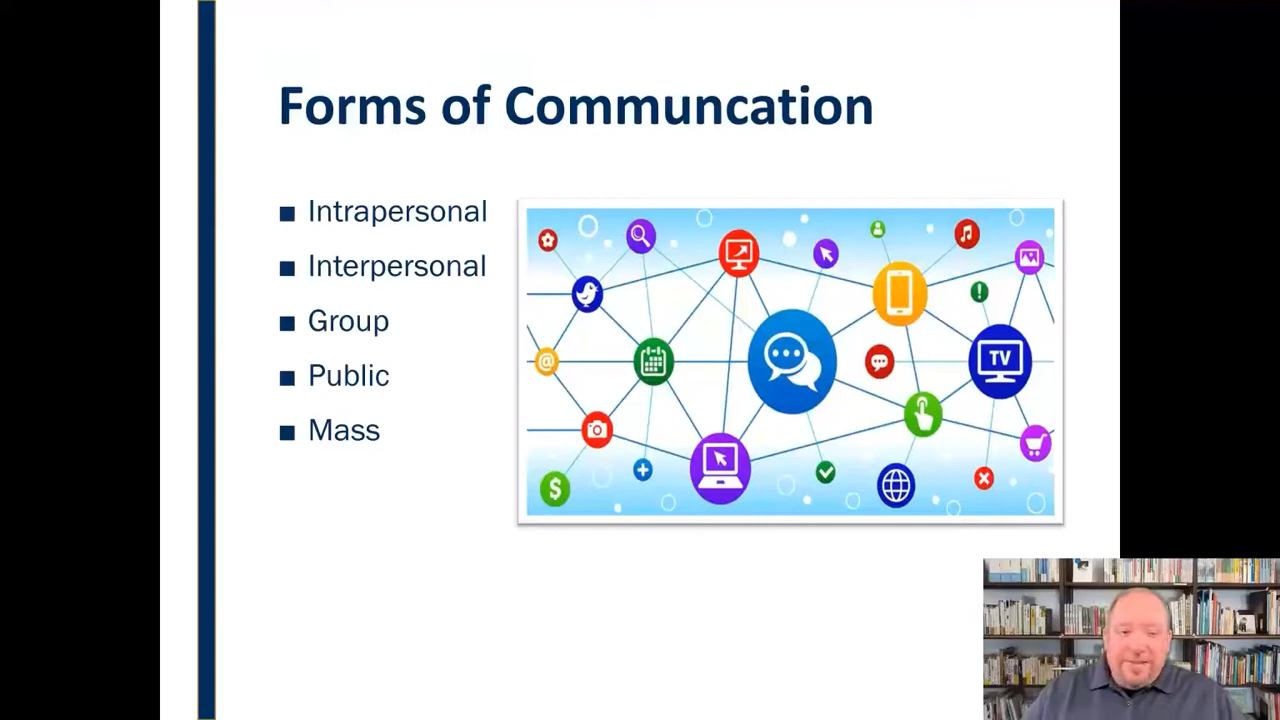 Forms of Communcation
Intrapersonal
Interpersonal
Group
Public
Mass
@
TV
$